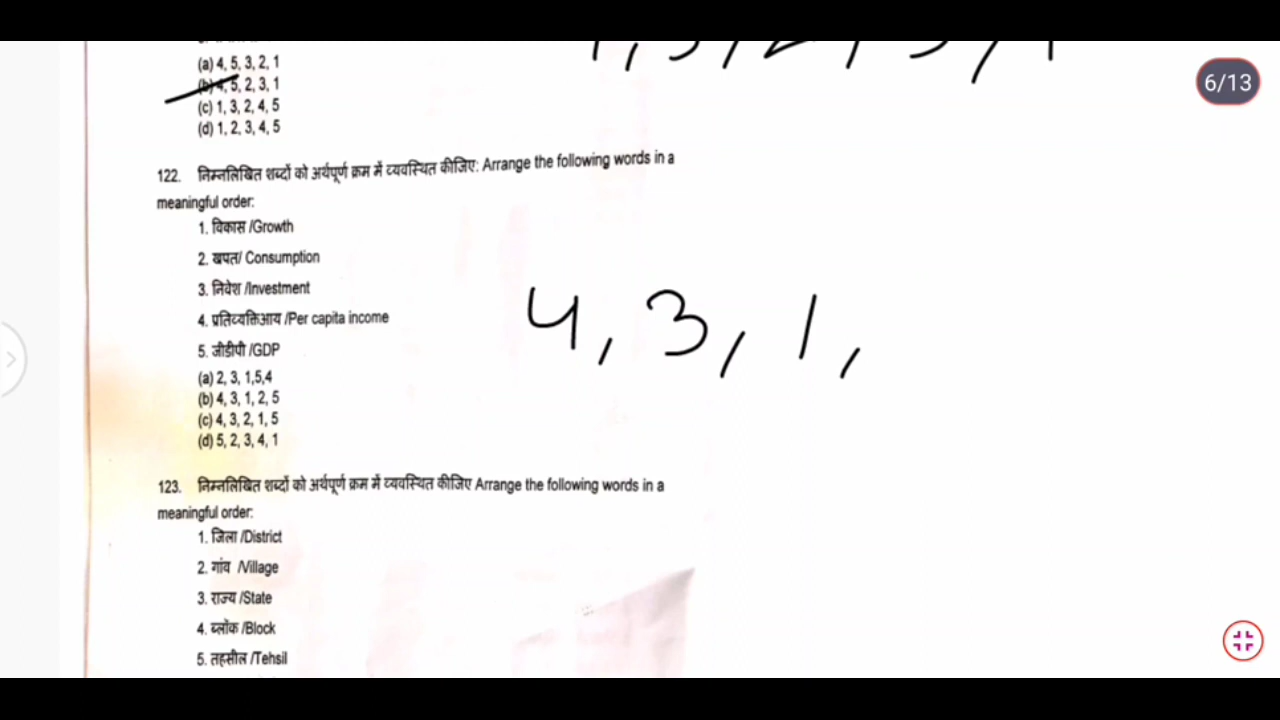 (a) 4, 5, 3, 2, 1
(b) 4, 5, 2, 3, 1
(c) 1, 3, 2, 4, 5
(d) 1, 2, 3, 4, 5
6/13
122. निम्नलिखित शब्दों को अर्थपूर्ण क्रम में व्यवस्थित कीजिए: Arrange the following words in a
meaningful order:
1. विकास /Growth
2. खपत/ Consumption
3. निवेश /Investment
4. प्रतिव्यक्तिआय /Per capita income
5. जीडीपी /GDP
4, 3, 1,
(a) 2, 3, 1,5,4
(b) 4, 3, 1, 2, 5
(c) 4, 3, 2, 1, 5
(d) 5, 2, 3, 4, 1
123. निम्नलिखित शब्दों को अर्थपूर्ण क्रम में व्यवस्थित कीजिए Arrange the following words in a
meaningful order:
1. जिला /District
2. गांव /Village
3. राज्य /State
4. ब्लॉक /Block
5. तहसील /Tehsil